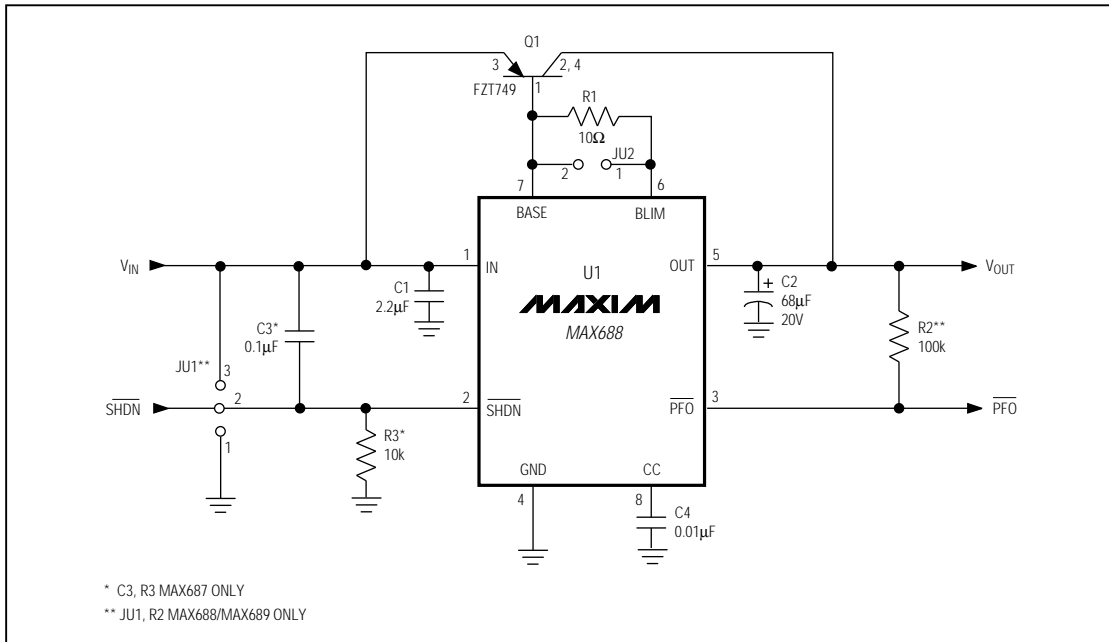 Q1
3
2, 4
FZT749
1
R1
10Ω
JU2
2
1
7
6
BASE
BLIM
VIN
1
IN
U1
OUT
5
VOUT
C1
2.2µF
MAXIM
MAX688
C2
+
68µF
20V
C3*
0.1µF
R2**
100k
JU1**
3
SHDN
2
2
SHDN
PFO
3
PFO
1
R3*
10k
GND
CC
4
8
C4
0.01µF
* C3, R3 MAX687 ONLY
** JU1, R2 MAX688/MAX689 ONLY